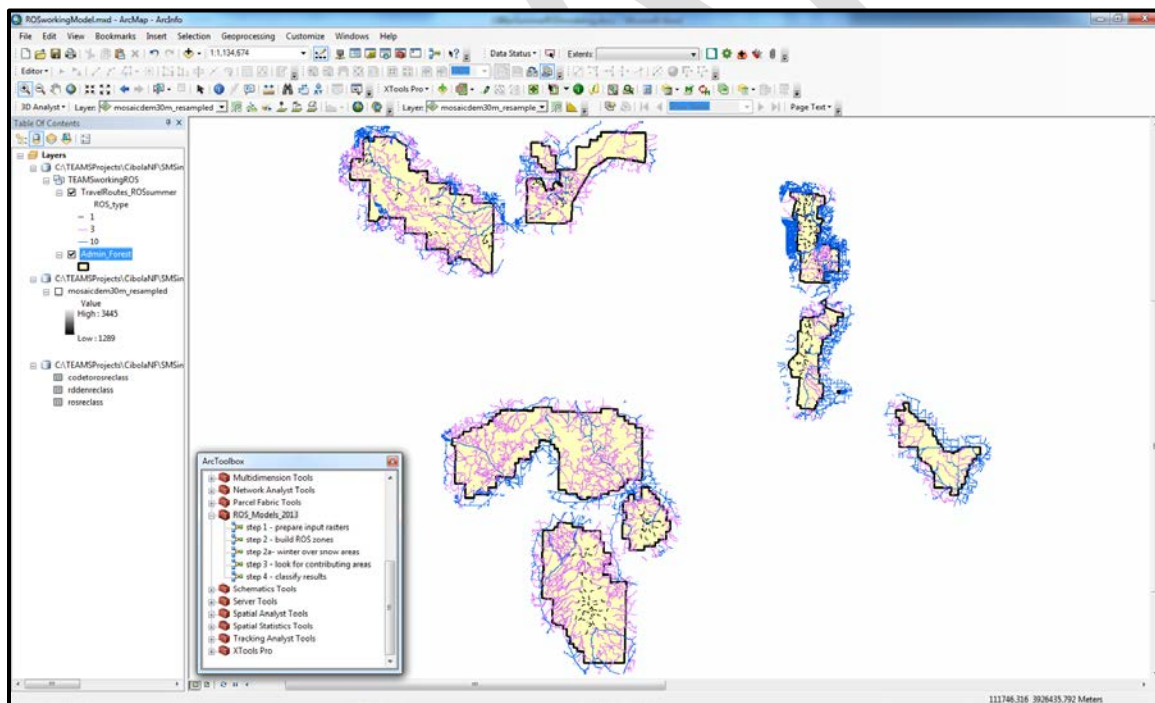 ROSworkingModel.mxd - ArcMap - ArcInfo
File Edit View Bookmarks Insert Selection Geoprocessing Customize Windows Help
1:1,134,674 Data Status Extents:
Editor XTools Pro
3D Analyst Layer: mosaicdem30m_resampled Layer: mosaicdem30m_resample Page Text
Table Of Contents
Layers
C:\TEAMSProjects\CibolaNF\SMSin
TEAMSworkingROS
TravelRoutes_ROSsummer
ROS_type
1
3
10
Admin_Forest
C:\TEAMSProjects\CibolaNF\SMSin
mosaicdem30m_resampled
Value
High : 3445
Low : 1289
C:\TEAMSProjects\CibolaNF\SMSin
codetorosreclass
rddenreclass
rosreclass
ArcToolbox
Multidimension Tools
Network Analyst Tools
Parcel Fabric Tools
ROS_Models_2013
step 1 - prepare input rasters
step 2 - build ROS zones
step 2a- winter over snow areas
step 3 - look for contributing areas
step 4 - classify results
Schematics Tools
Server Tools
Spatial Analyst Tools
Spatial Statistics Tools
Tracking Analyst Tools
XTools Pro
111746.316 3926435.792 Meters